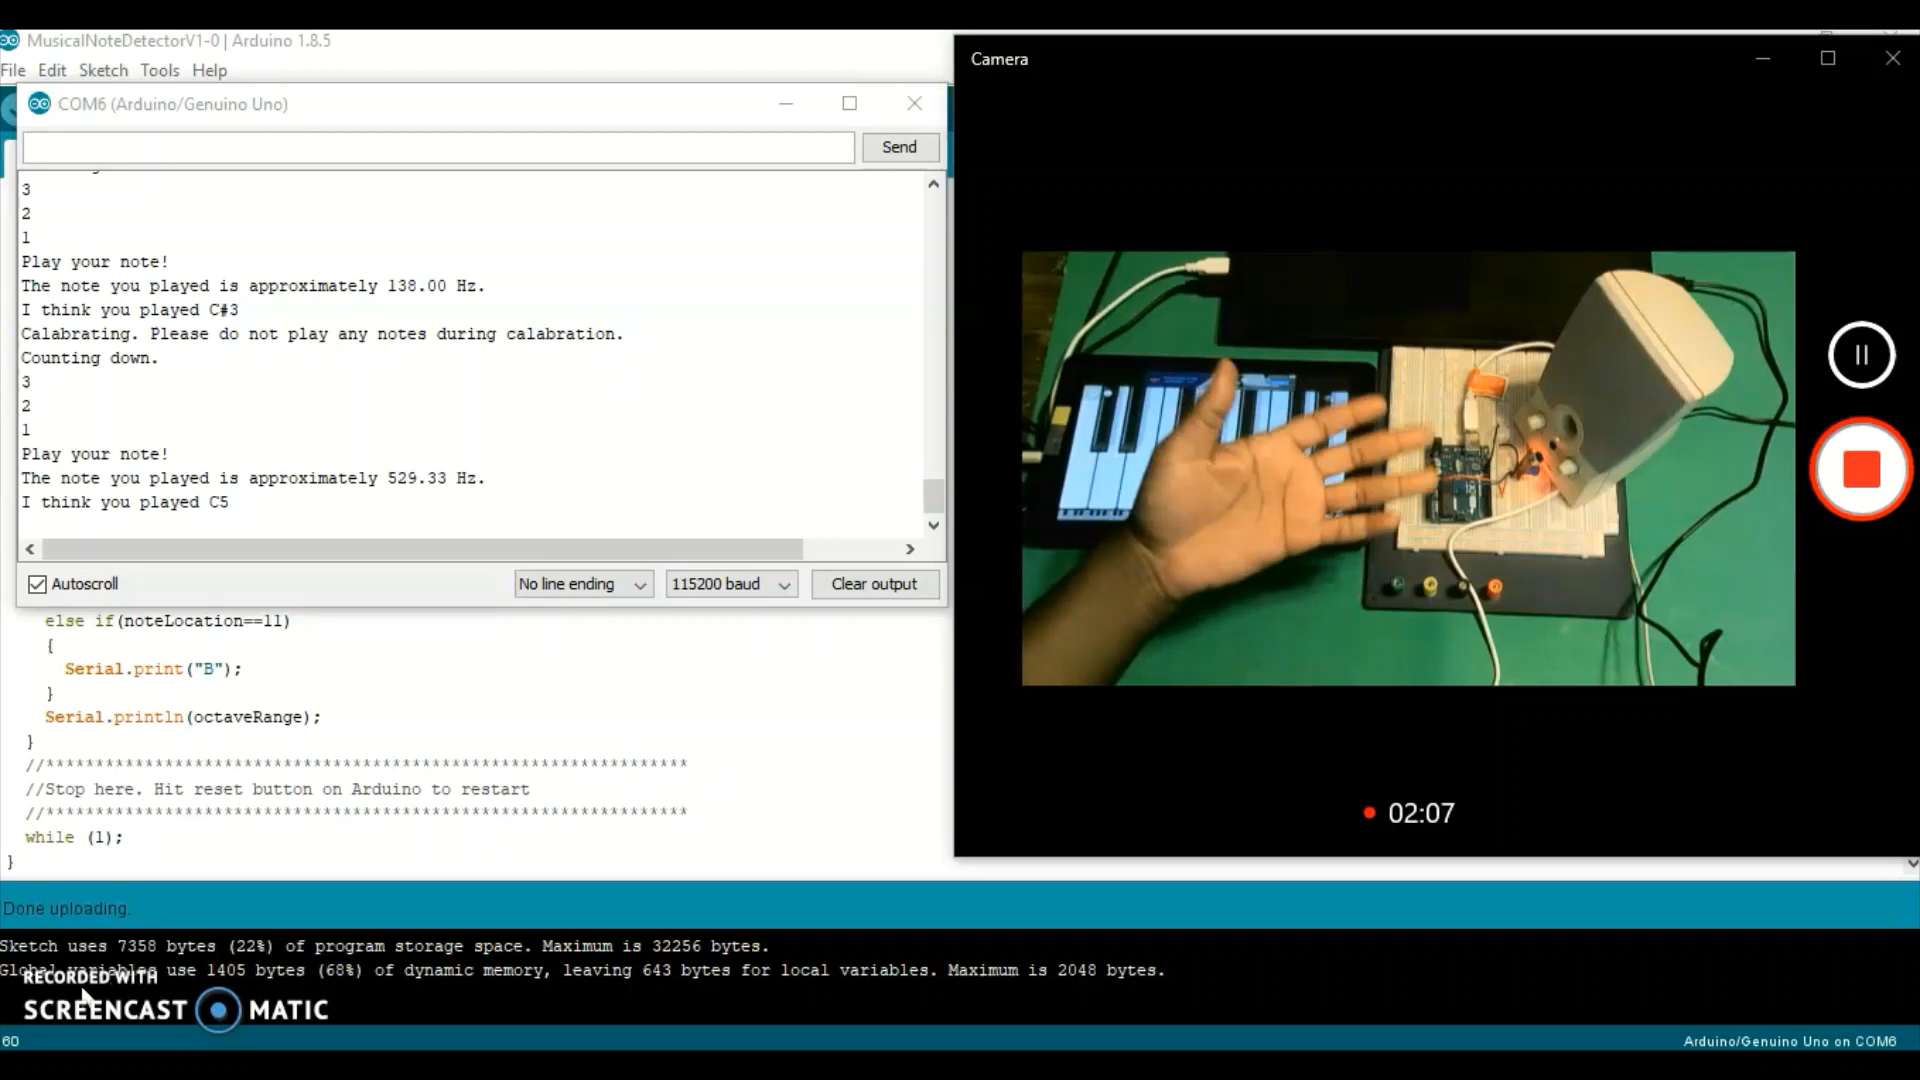 MusicalNoteDetectorV1-0 | Arduino 1.8.5
File Edit Sketch Tools Help
COM6 (Arduino/Genuino Uno)
Send
3
2
1
Play your note!
The note you played is approximately 138.00 Hz.
I think you played C#3
Calabrating. Please do not play any notes during calabration.
Counting down.
3
2
1
Play your note!
The note you played is approximately 529.33 Hz.
I think you played C5
Autoscroll
No line ending
115200 baud
Clear output
else if(noteLocation==11)
{
Serial.print("B");
}
Serial.println(octaveRange);
}
//*****************************************************************
//Stop here. Hit reset button on Arduino to restart
//*****************************************************************
while (1);
}
Camera
02:07
Done uploading.
Sketch uses 7358 bytes (22%) of program storage space. Maximum is 32256 bytes.
Global variables use 1405 bytes (68%) of dynamic memory, leaving 643 bytes for local variables. Maximum is 2048 bytes.
RECORDED WITH
SCREENCAST MATIC
60
Arduino/Genuino Uno on COM6